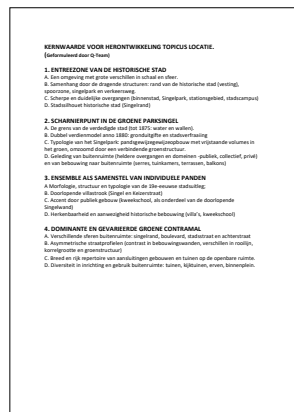 KERNWAARDE VOOR HERONTWIKKELING TOPICUS LOCATIE.
(Geformuleerd door Q-Team)
1. ENTREEZONE VAN DE HISTORISCHE STAD
A. Een omgeving met grote verschillen in schaal en sfeer.
B. Samenhang door de dragende structuren: rand van de historische stad (vesting),
spoorzone, singelpark en verkeersweg.
C. Scherpe en duidelijke overgangen (binnenstad, Singelpark, stationsgebied, stadscampus)
D. Stadssilhouet historische stad (Singelrand)
2. SCHARNIERPUNT IN DE GROENE PARKSINGEL
A. De grens van de verdedigde stad (tot 1875: water en wallen).
B. Dubbel verdienmodel anno 1880: gronduitgifte en stadsverfraaiing
C. Typologie van het Singelpark: pandsgewijzegewijzeopbouw met vrijstaande volumes in
het groen, omzoomd door een verbindende groenstructuur.
D. Geleding van buitenruimte (heldere overgangen en domeinen -publiek, collectief, privé)
en van bebouwing naar buitenruimte (serres, tuinkamers, terrassen, balkons)
3. ENSEMBLE ALS SAMENSTEL VAN INDIVIDUELE PANDEN
A Morfologie, structuur en typologie van de 19e-eeuwse stadsuitleg;
B. Doorlopende villastrook (Singel en Keizerstraat)
C. Accent door publiek gebouw (kweekschool, als onderdeel van de doorlopende
Singelwand)
D. Herkenbaarheid en aanwezigheid historische bebouwing (villa's, kweekschool)
4. DOMINANTE EN GEVARIEERDE GROENE CONTRAMAL
A. Verschillende sferen buitenruimte: singelrand, boulevard, stadsstraat en achterstraat
B. Asymmetrische straatprofielen (contrast in bebouwingswanden, verschillen in rooilijn,
korrelgrootte en groenstructuur)
C. Breed en rijk repertoire van aansluitingen gebouwen en tuinen op de openbare ruimte.
D. Diversiteit in inrichting en gebruik buitenruimte: tuinen, kijktuinen, erven, binnenplein.